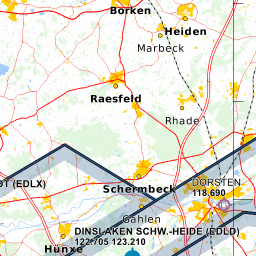 Borken
Heiden
Marbeck
Raesfeld
Rhade
DT (EDLX)
DORSTEN
118.690
Schermbeck
Gahlen
DINSLAKEN SCHW.-HEIDE (EDLD)
122.705 123.210
Hünxe